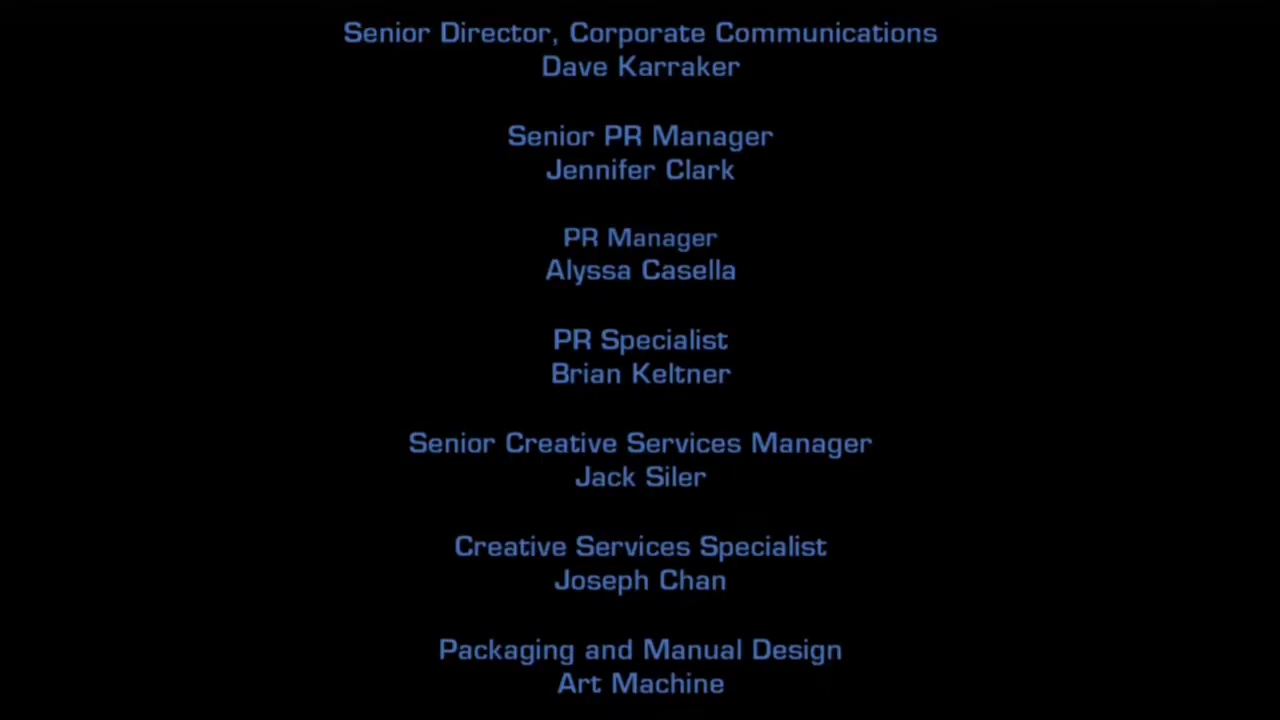 Senior Director, Corporate Communications
Dave Karraker
Senior PR Manager
Jennifer Clark
PR Manager
Alyssa Casella
PR Specialist
Brian Keltner
Senior Creative Services Manager
Jack Siler
Creative Services Specialist
Joseph Chan
Packaging and Manual Design
Art Machine